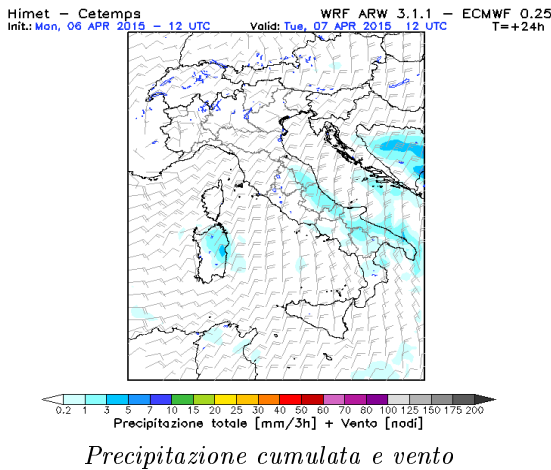 Himet – Cetemps WRF ARW 3.1.1 – ECMWF 0.25
Init.: Mon, 06 APR 2015 – 12 UTC Valid: Tue, 07 APR 2015 12 UTC T=+24h
0.2 1 3 5 7 10 15 20 25 30 40 50 60 70 80 100 125 150 175 200
Precipitazione totale [mm/3h] + Vento [nodi]
Precipitazione cumulata e vento